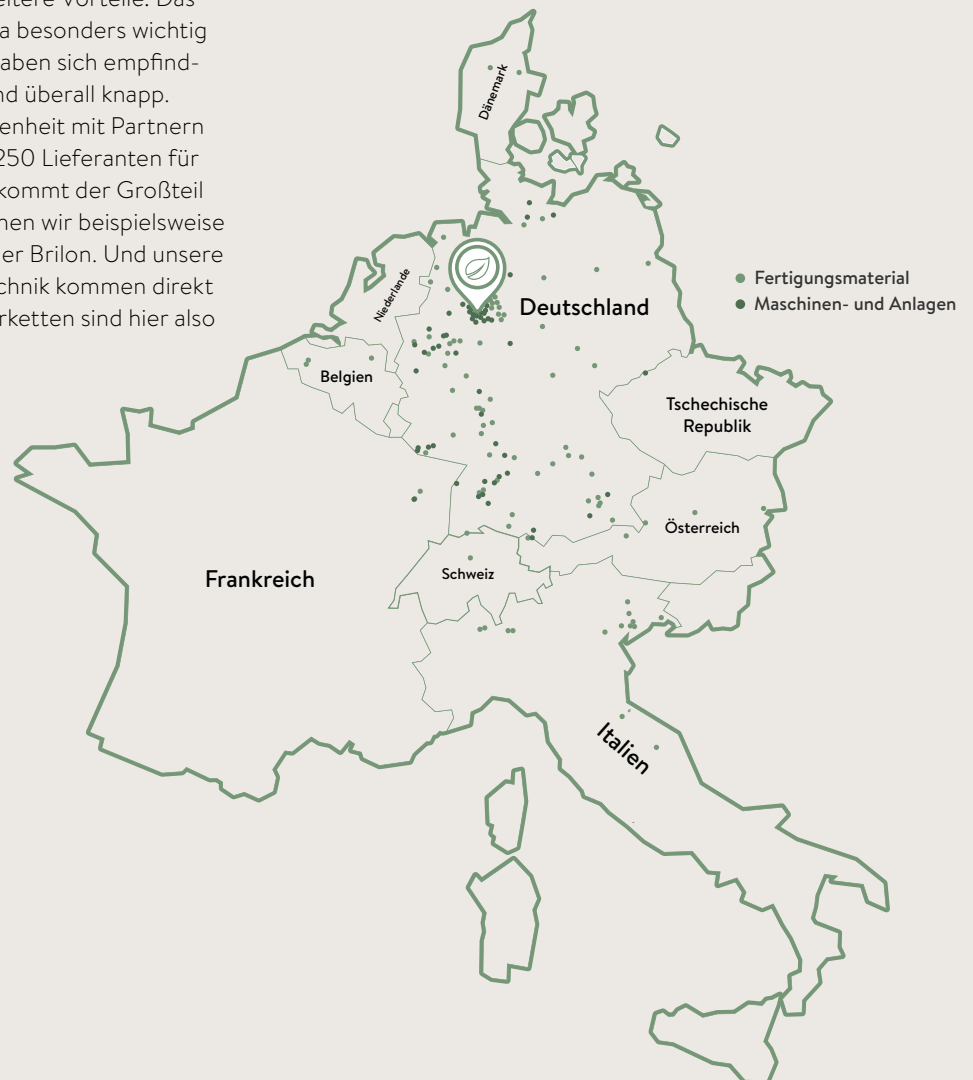 eitere Vorteile. Das
a besonders wichtig
aben sich empfind-
nd überall knapp.
enheit mit Partnern
250 Lieferanten für
kommt der Großteil
nen wir beispielsweise
er Brilon. Und unsere
chnik kommen direkt
rketten sind hier also
Dänemark
Niederlande
Deutschland
Fertigungsmaterial
Maschinen- und Anlagen
Belgien
Tschechische
Republik
Österreich
Schweiz
Frankreich
Italien